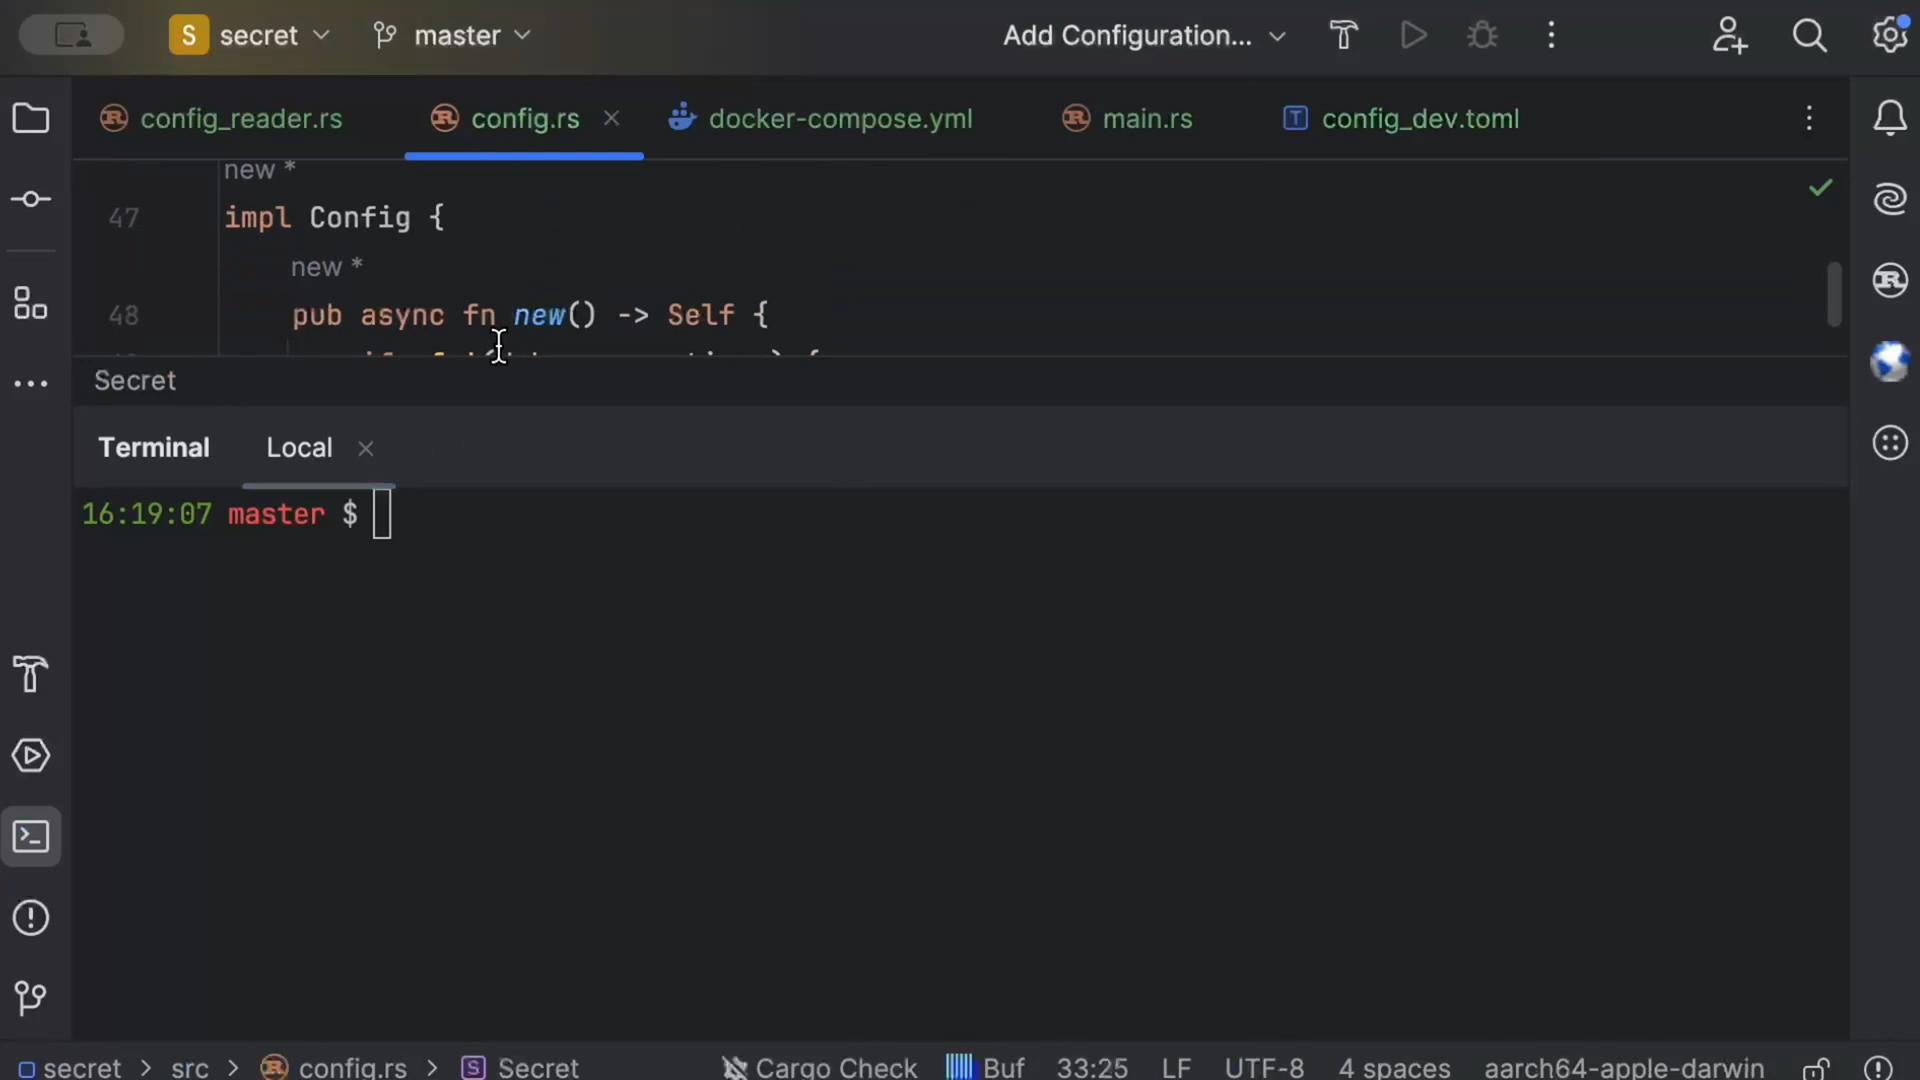 S secret master Add Configuration...
config_reader.rs config.rs docker-compose.yml main.rs config_dev.toml
new *
47 impl Config {
new *
48 pub async fn new() -> Self {
Secret
Terminal Local
16:19:07 master $
secret > src > config.rs > S Secret Cargo Check Buf 33:25 LF UTF-8 4 spaces aarch64-apple-darwin